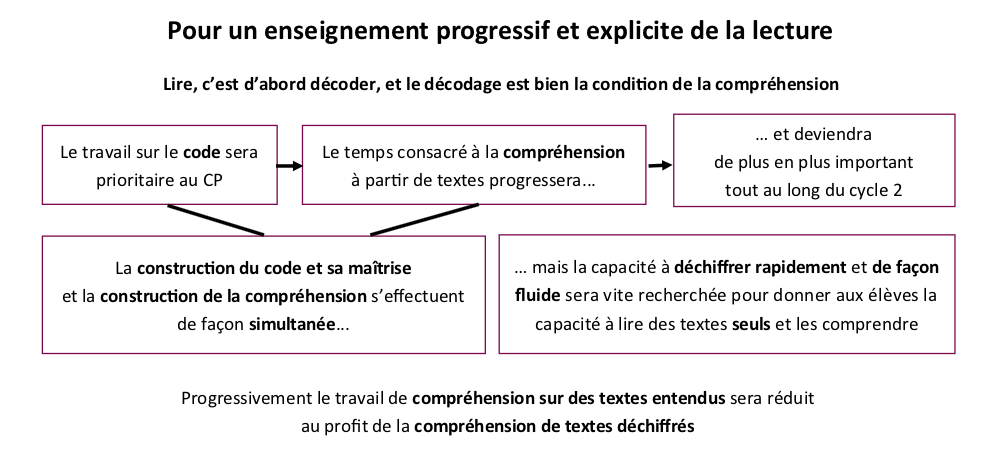 Pour un enseignement progressif et explicite de la lecture
Lire, c’est d’abord décoder, et le décodage est bien la condition de la compréhension
Le travail sur le code sera
prioritaire au CP
Le temps consacré à la compréhension
à partir de textes progressera...
... et deviendra
de plus en plus important
tout au long du cycle 2
La construction du code et sa maîtrise
et la construction de la compréhension s’effectuent
de façon simultanée...
... mais la capacité à déchiffrer rapidement et de façon
fluide sera vite recherchée pour donner aux élèves la
capacité à lire des textes seuls et les comprendre
Progressivement le travail de compréhension sur des textes entendus sera réduit
au profit de la compréhension de textes déchiffrés